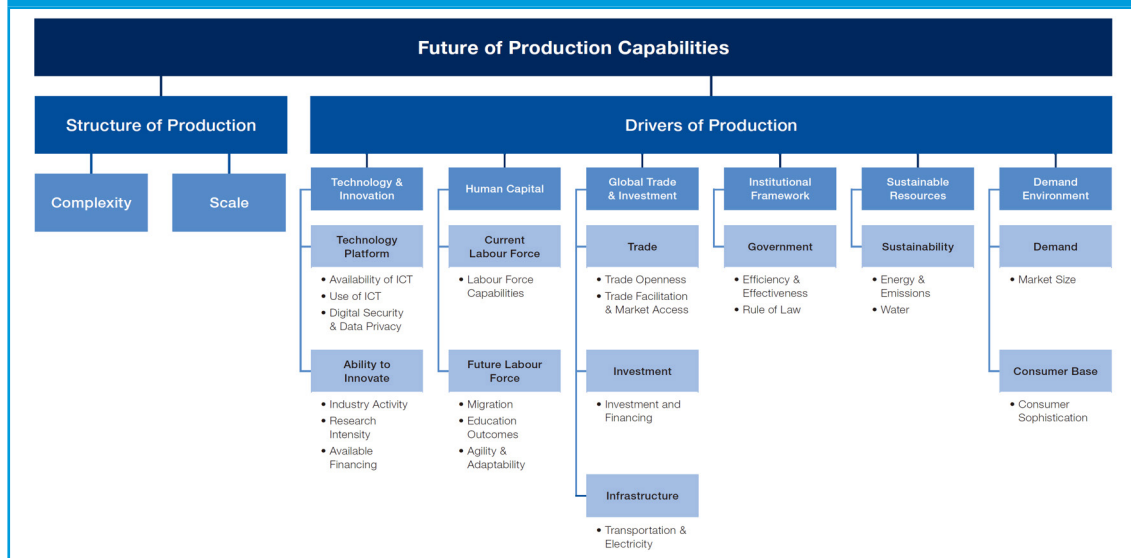 Future of Production Capabilities
Structure of Production
Drivers of Production
Complexity
Scale
Technology &
Innovation
Human Capital
Global Trade
& Investment
Institutional
Framework
Sustainable
Resources
Demand
Environment
Technology
Platform
• Availability of ICT
• Use of ICT
• Digital Security
& Data Privacy
Ability to
Innovate
• Industry Activity
• Research
Intensity
• Available
Financing
Current
Labour Force
• Labour Force
Capabilities
Future Labour
Force
• Migration
• Education
Outcomes
• Agility &
Adaptability
Trade
• Trade Openness
• Trade Facilitation
& Market Access
Investment
• Investment and
Financing
Infrastructure
• Transportation &
Electricity
Government
• Efficiency &
Effectiveness
• Rule of Law
Sustainability
• Energy &
Emissions
• Water
Demand
• Market Size
Consumer Base
• Consumer
Sophistication